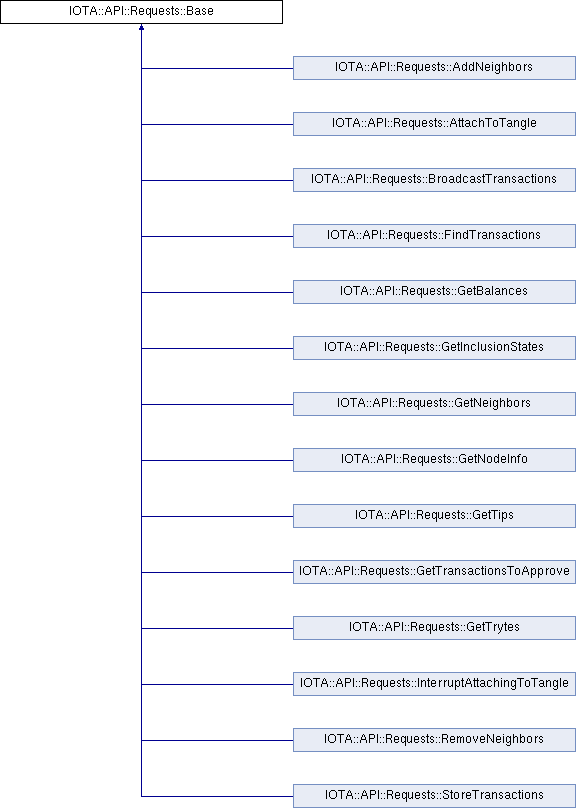 IOTA::API::Requests::Base
IOTA::API::Requests::AddNeighbors
IOTA::API::Requests::AttachToTangle
IOTA::API::Requests::BroadcastTransactions
IOTA::API::Requests::FindTransactions
IOTA::API::Requests::GetBalances
IOTA::API::Requests::GetInclusionStates
IOTA::API::Requests::GetNeighbors
IOTA::API::Requests::GetNodeInfo
IOTA::API::Requests::GetTips
IOTA::API::Requests::GetTransactionsToApprove
IOTA::API::Requests::GetTrytes
IOTA::API::Requests::InterruptAttachingToTangle
IOTA::API::Requests::RemoveNeighbors
IOTA::API::Requests::StoreTransactions